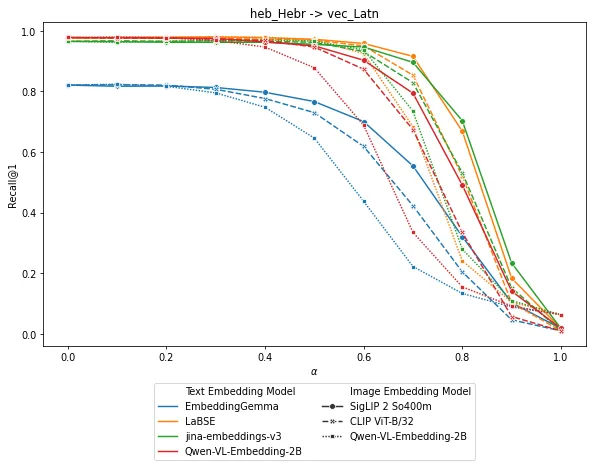 heb_Hebr -> vec_Latn
Recall@1
1.0
0.8
0.6
0.4
0.2
0.0
0.0 0.2 0.4 0.6 0.8 1.0
α
Text Embedding Model Image Embedding Model
EmbeddingGemma SigLIP 2 So400m
LaBSE CLIP ViT-B/32
jina-embeddings-v3 Qwen-VL-Embedding-2B
Qwen-VL-Embedding-2B